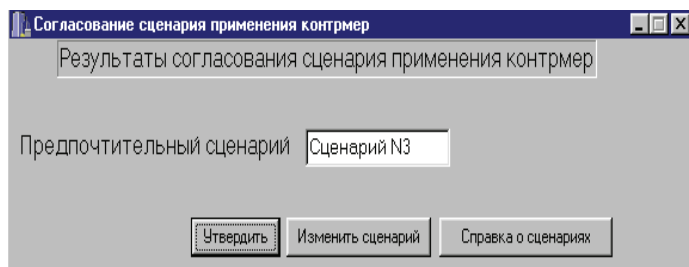 Согласование сценария применения контрмер
Результаты согласования сценария применения контрмер
Предпочтительный сценарий Сценарий N3
Утвердить Изменить сценарий Справка о сценариях